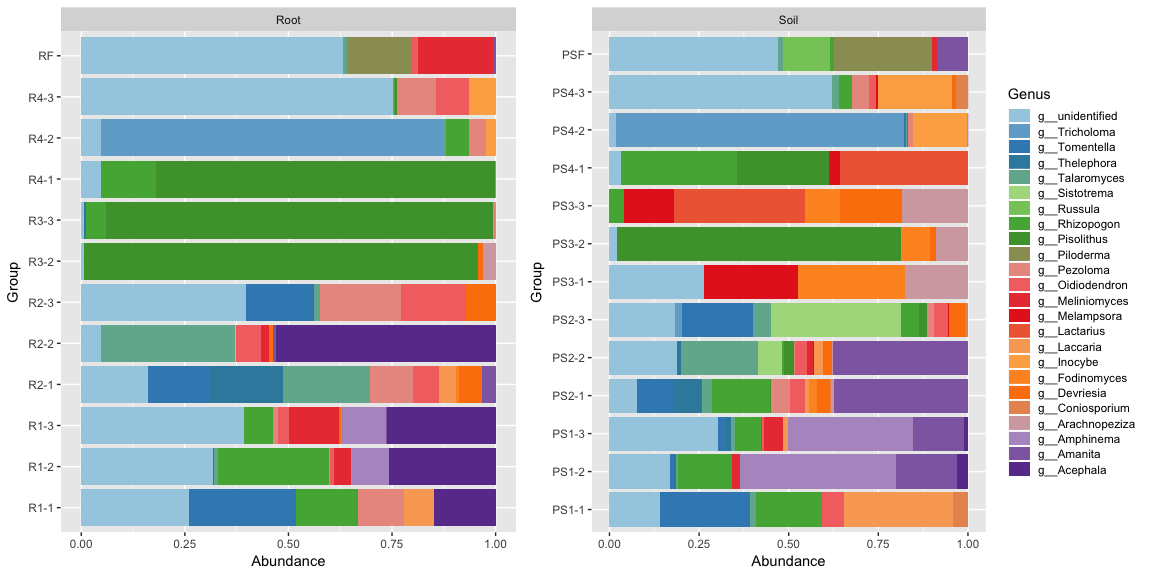 Root
Soil
Group
RF
R4-3
R4-2
R4-1
R3-3
R3-2
R2-3
R2-2
R2-1
R1-3
R1-2
R1-1
0.00
0.25
0.50
0.75
1.00
Abundance
Group
PSF
PS4-3
PS4-2
PS4-1
PS3-3
PS3-2
PS3-1
PS2-3
PS2-2
PS2-1
PS1-3
PS1-2
PS1-1
0.00
0.25
0.50
0.75
1.00
Abundance
Genus
g__unidentified
g__Tricholoma
g__Tomentella
g__Thelephora
g__Talaromyces
g__Sistotrema
g__Russula
g__Rhizopogon
g__Pisolithus
g__Piloderma
g__Pezoloma
g__Oidiodendron
g__Meliniomyces
g__Melampsora
g__Lactarius
g__Laccaria
g__Inocybe
g__Fodinomyces
g__Devriesia
g__Coniosporium
g__Arachnopeziza
g__Amphinema
g__Amanita
g__Acephala